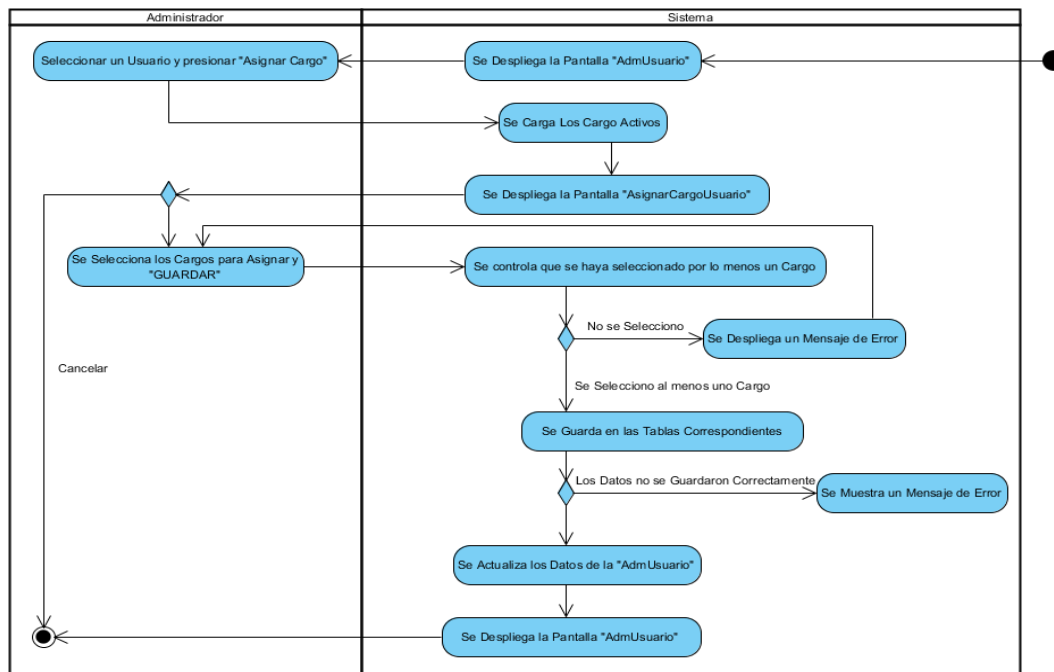 Administrador
Sistema
Seleccionar un Usuario y presionar "Asignar Cargo"
Se Despliega la Pantalla "AdmUsuario"
Se Carga Los Cargo Activos
Se Despliega la Pantalla "AsignarCargoUsuario"
Se Selecciona los Cargos para Asignar y
"GUARDAR"
Se controla que se haya seleccionado por lo menos un Cargo
No se Selecciono
Se Despliega un Mensaje de Error
Cancelar
Se Selecciono al menos uno Cargo
Se Guarda en las Tablas Correspondientes
Los Datos no se Guardaron Correctamente
Se Muestra un Mensaje de Error
Se Actualiza los Datos de la "AdmUsuario"
Se Despliega la Pantalla "AdmUsuario"